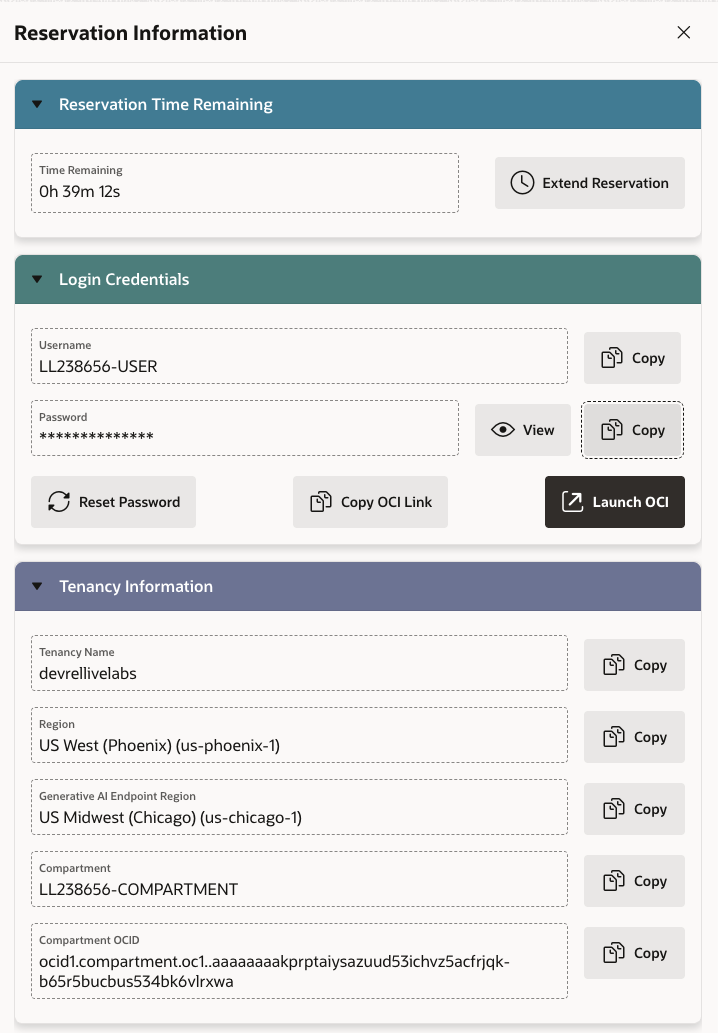 Reservation Information
Reservation Time Remaining
Time Remaining
0h 39m 12s
Extend Reservation
Login Credentials
Username
LL238656-USER
Copy
Password
**************
View
Copy
Reset Password
Copy OCI Link
Launch OCI
Tenancy Information
Tenancy Name
devrellivelabs
Copy
Region
US West (Phoenix) (us-phoenix-1)
Copy
Generative AI Endpoint Region
US Midwest (Chicago) (us-chicago-1)
Copy
Compartment
LL238656-COMPARTMENT
Copy
Compartment OCID
ocid1.compartment.oc1..aaaaaaaakprptaiysazuud53ichvz5acfrjqk-
b65r5bucbus534bk6vlrxwa
Copy